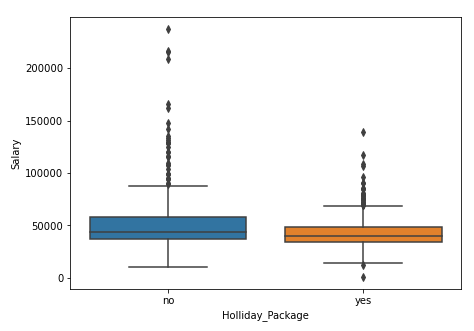 200000
150000
100000
50000
0
Salary
no
yes
Holliday_Package